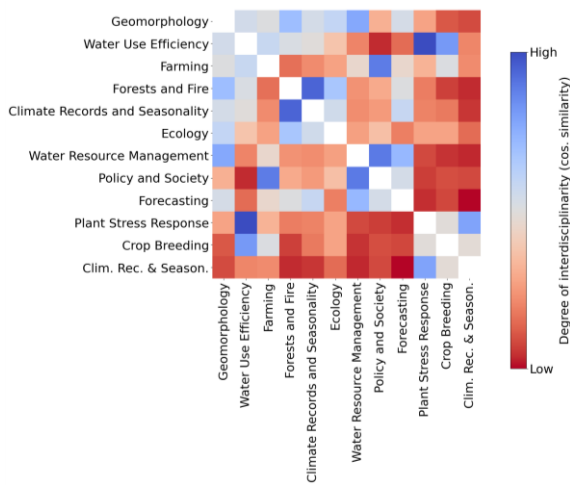 Geomorphology
Water Use Efficiency
Farming
Forests and Fire
Climate Records and Seasonality
Ecology
Water Resource Management
Policy and Society
Forecasting
Plant Stress Response
Crop Breeding
Clim. Rec. & Season.
Geomorphology
Water Use Efficiency
Farming
Forests and Fire
Climate Records and Seasonality
Ecology
Water Resource Management
Policy and Society
Forecasting
Plant Stress Response
Crop Breeding
Clim. Rec. & Season.
High
Low
Degree of interdisciplinarity (cos. similarity)